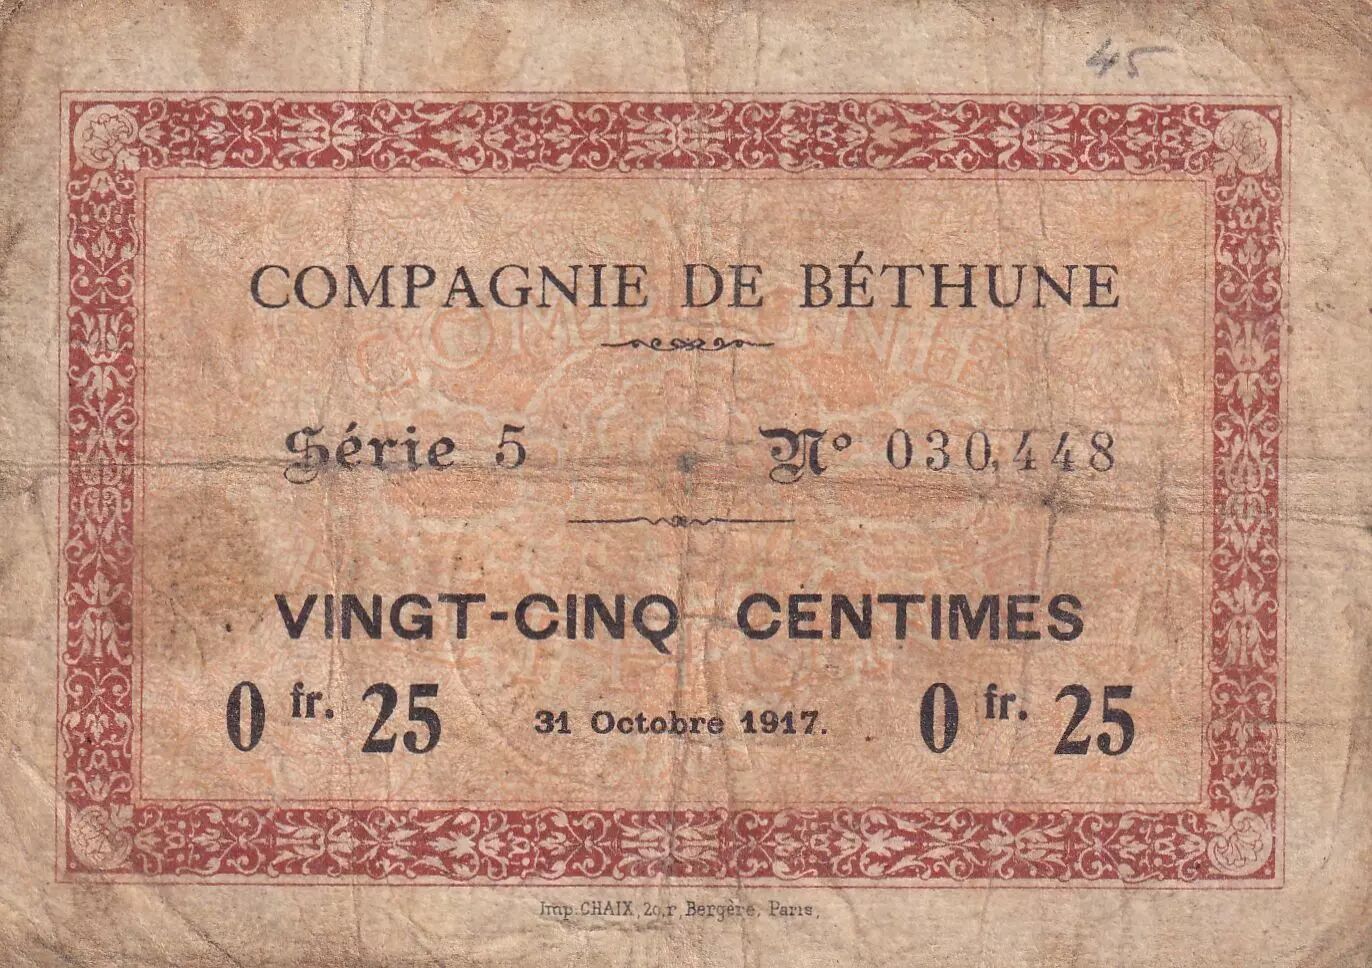 45
COMPAGNIE DE BÉTHUNE
Série 5 Nº 030,448
VINGT-CINQ CENTIMES
0 fr. 25 31 Octobre 1917. 0 fr. 25
Imp. CHAIX, 20, r. Bergère, Paris.